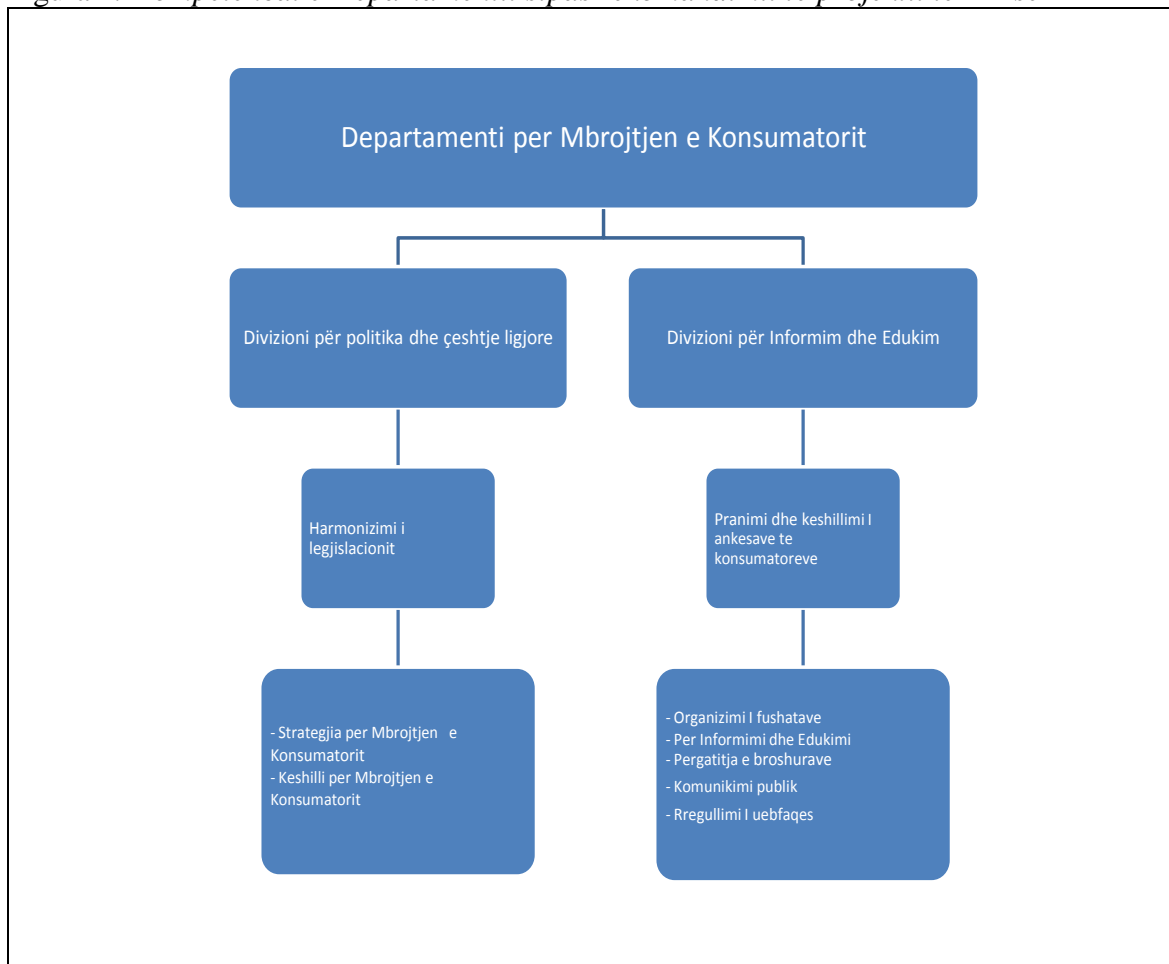 Departamenti per Mbrojtjen e Konsumatorit
Divizioni për politika dhe çeshtje ligjore
Divizioni për Informim dhe Edukim
Harmonizimi i
legjislacionit
Pranimi dhe keshillimi I
ankesave te
konsumatoreve
- Strategjia per Mbrojtjen e
Konsumatorit
- Keshilli per Mbrojtjen e
Konsumatorit
- Organizimi I fushatave
- Per Informimi dhe Edukimi
- Pergatitja e broshurave
- Komunikimi publik
- Rregullimi I uebfaqes